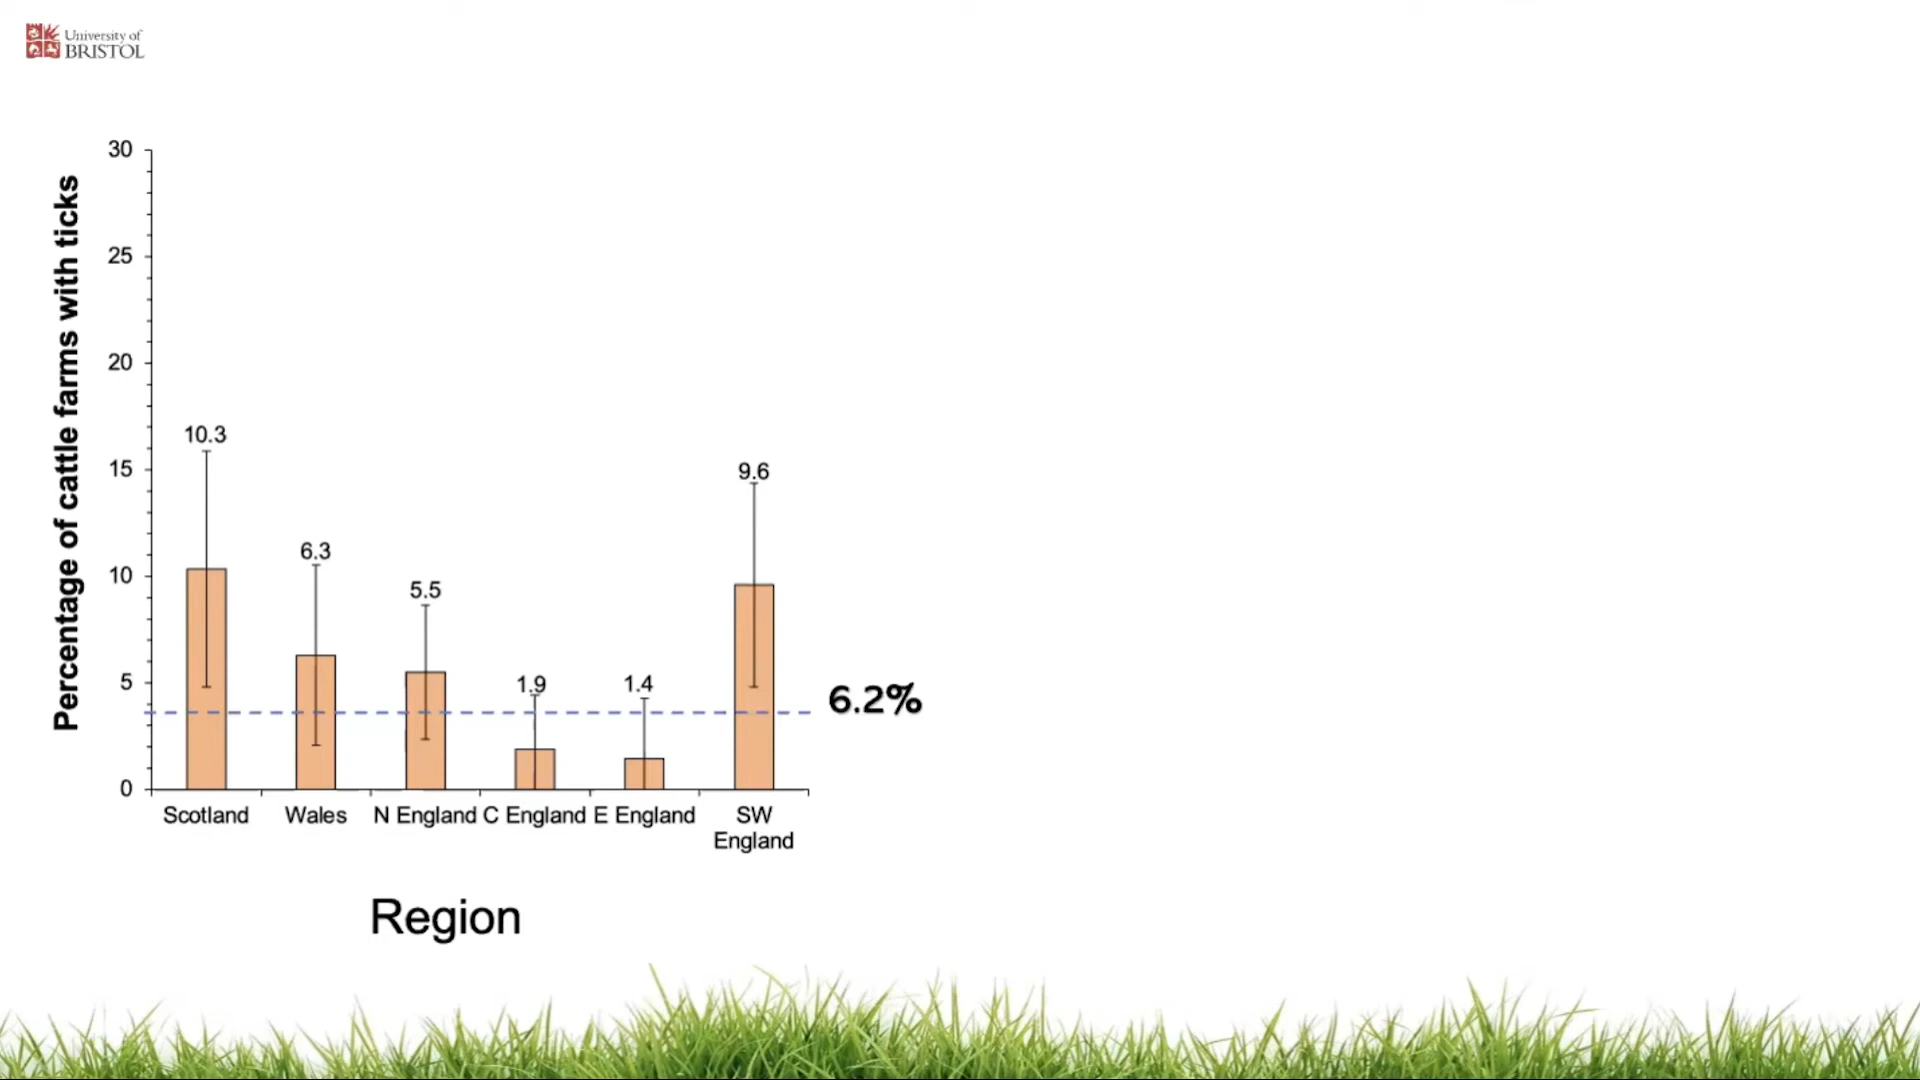 University of
BRISTOL
Percentage of cattle farms with ticks
30
25
20
15
10
5
0
10.3
6.3
5.5
1.9
1.4
9.6
6.2%
Scotland
Wales
N England
C England
E England
SW
England
Region